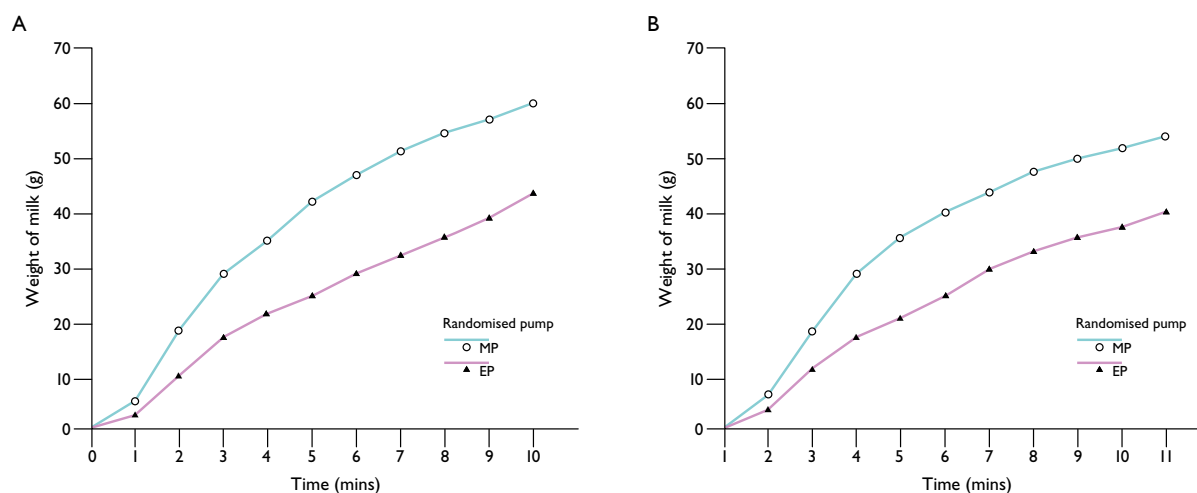 A
70
60
50
40
30
20
10
0
Weight of milk (g)
Randomised pump
MP
EP
0 1 2 3 4 5 6 7 8 9 10
Time (mins)
B
70
60
50
40
30
20
10
0
Weight of milk (g)
Randomised pump
MP
EP
1 2 3 4 5 6 7 8 9 10 11
Time (mins)